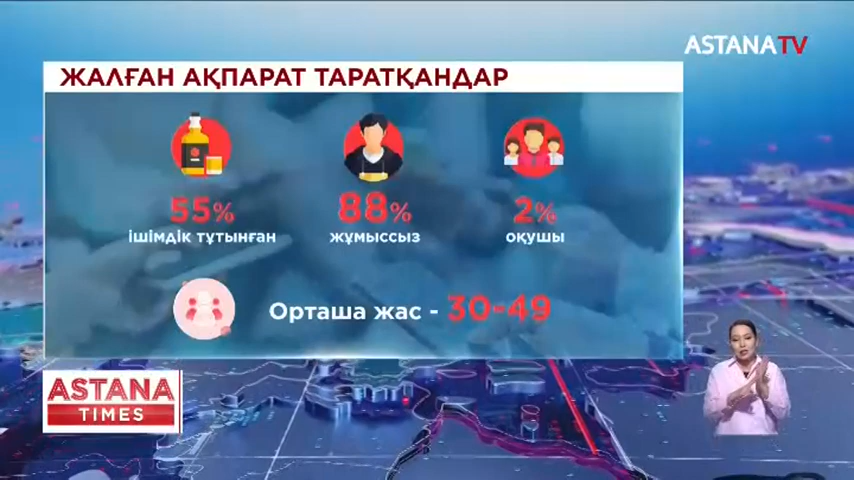 ASTANATV
ЖАЛҒАН АҚПАРАТ ТАРАТҚАНДАР
55% 88% 2%
ішімдік тұтынған жұмыссыз оқушы
Орташа жас - 30-49
ASTANA
TIMES